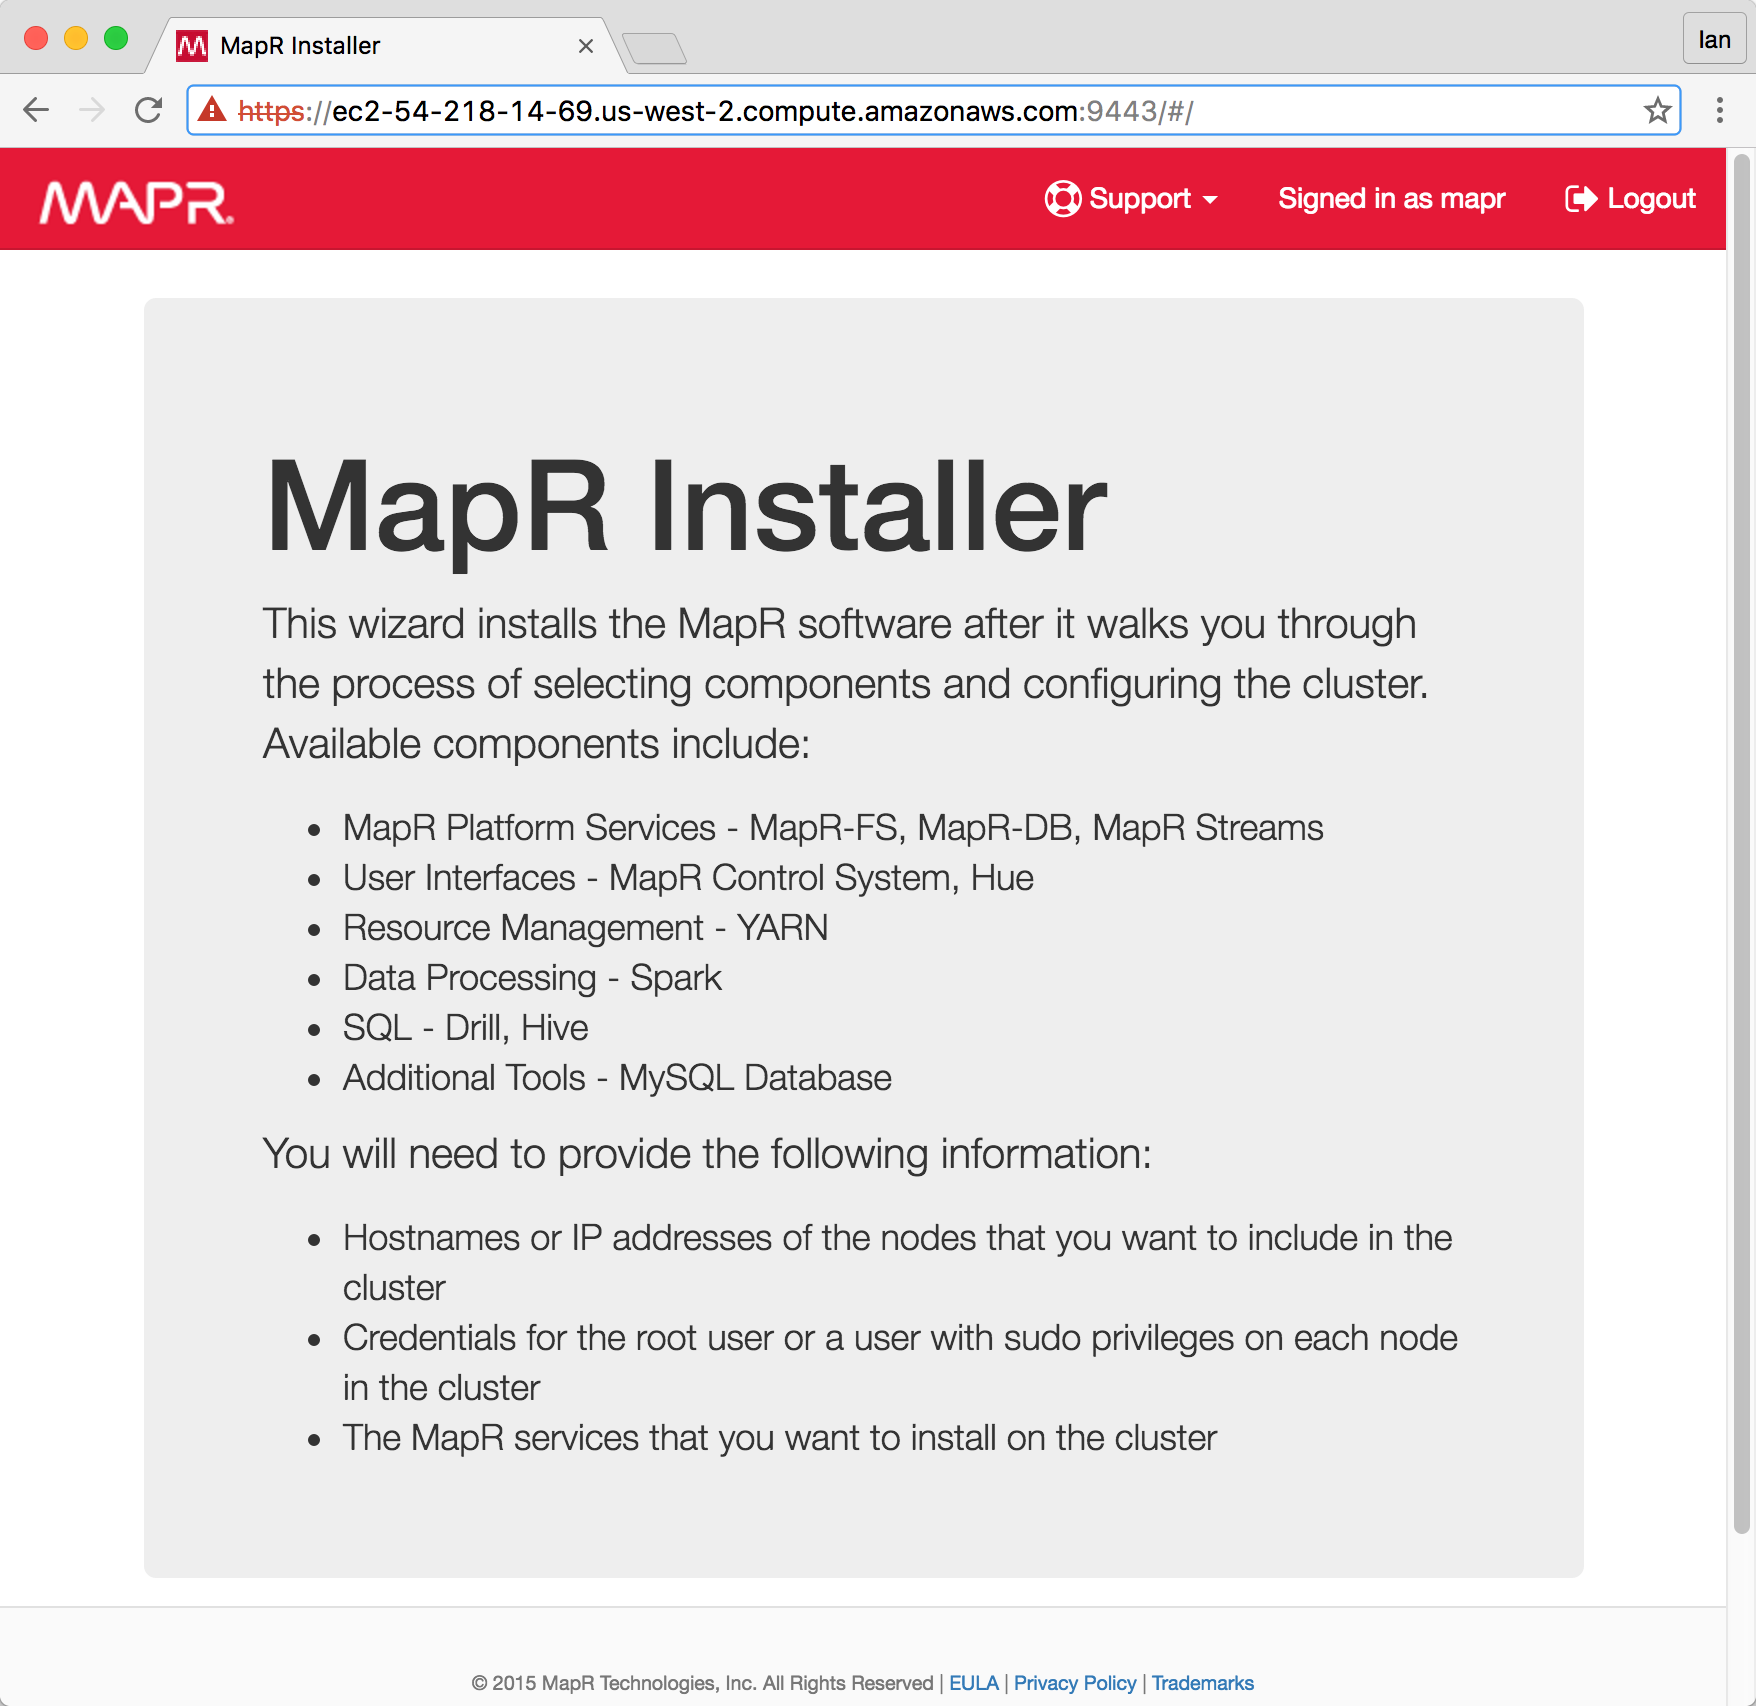 MapR Installer
Ian
https://ec2-54-218-14-69.us-west-2.compute.amazonaws.com:9443/#/
MAPR.
Support
Signed in as mapr
Logout
MapR Installer
This wizard installs the MapR software after it walks you through
the process of selecting components and configuring the cluster.
Available components include:
• MapR Platform Services - MapR-FS, MapR-DB, MapR Streams
• User Interfaces - MapR Control System, Hue
• Resource Management - YARN
• Data Processing - Spark
• SQL - Drill, Hive
• Additional Tools - MySQL Database
You will need to provide the following information:
• Hostnames or IP addresses of the nodes that you want to include in the
cluster
• Credentials for the root user or a user with sudo privileges on each node
in the cluster
• The MapR services that you want to install on the cluster
© 2015 MapR Technologies, Inc. All Rights Reserved | EULA | Privacy Policy | Trademarks